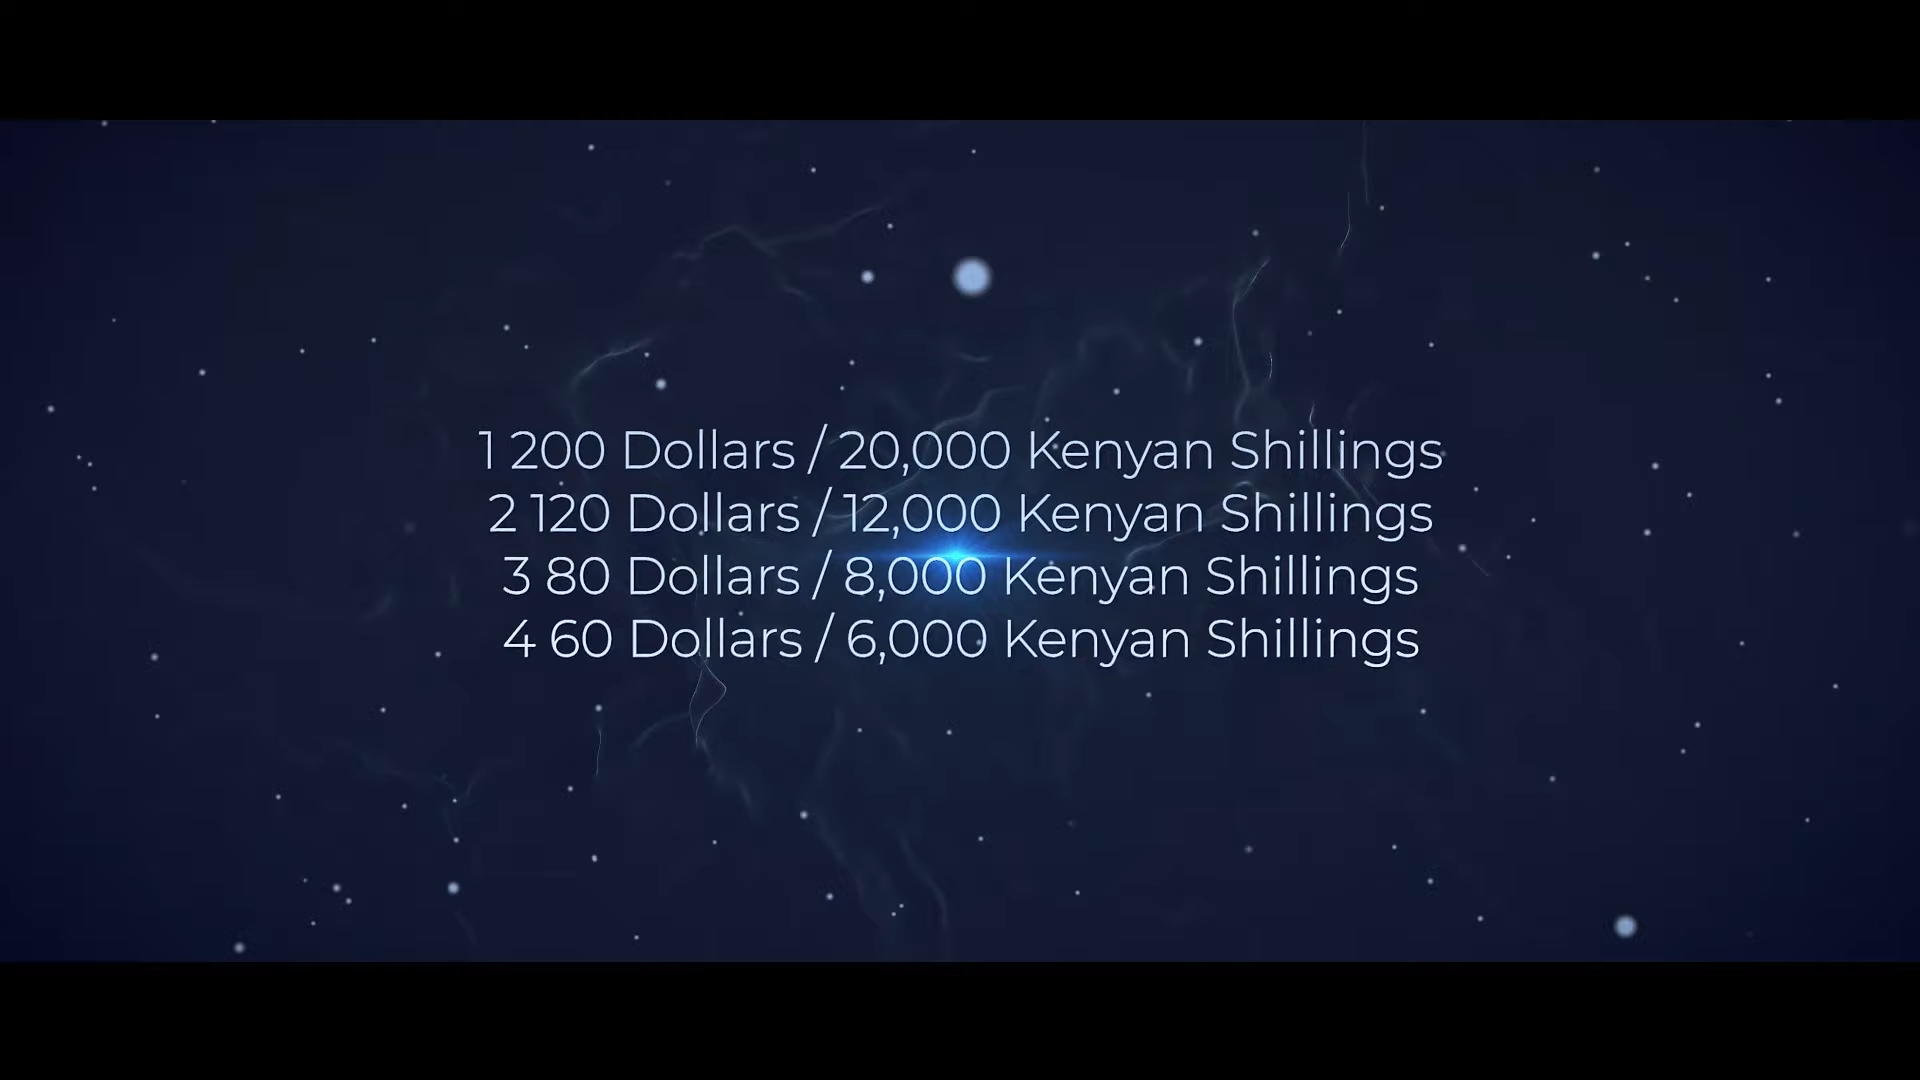 1 200 Dollars / 20,000 Kenyan Shillings
2 120 Dollars / 12,000 Kenyan Shillings
3 80 Dollars / 8,000 Kenyan Shillings
4 60 Dollars / 6,000 Kenyan Shillings